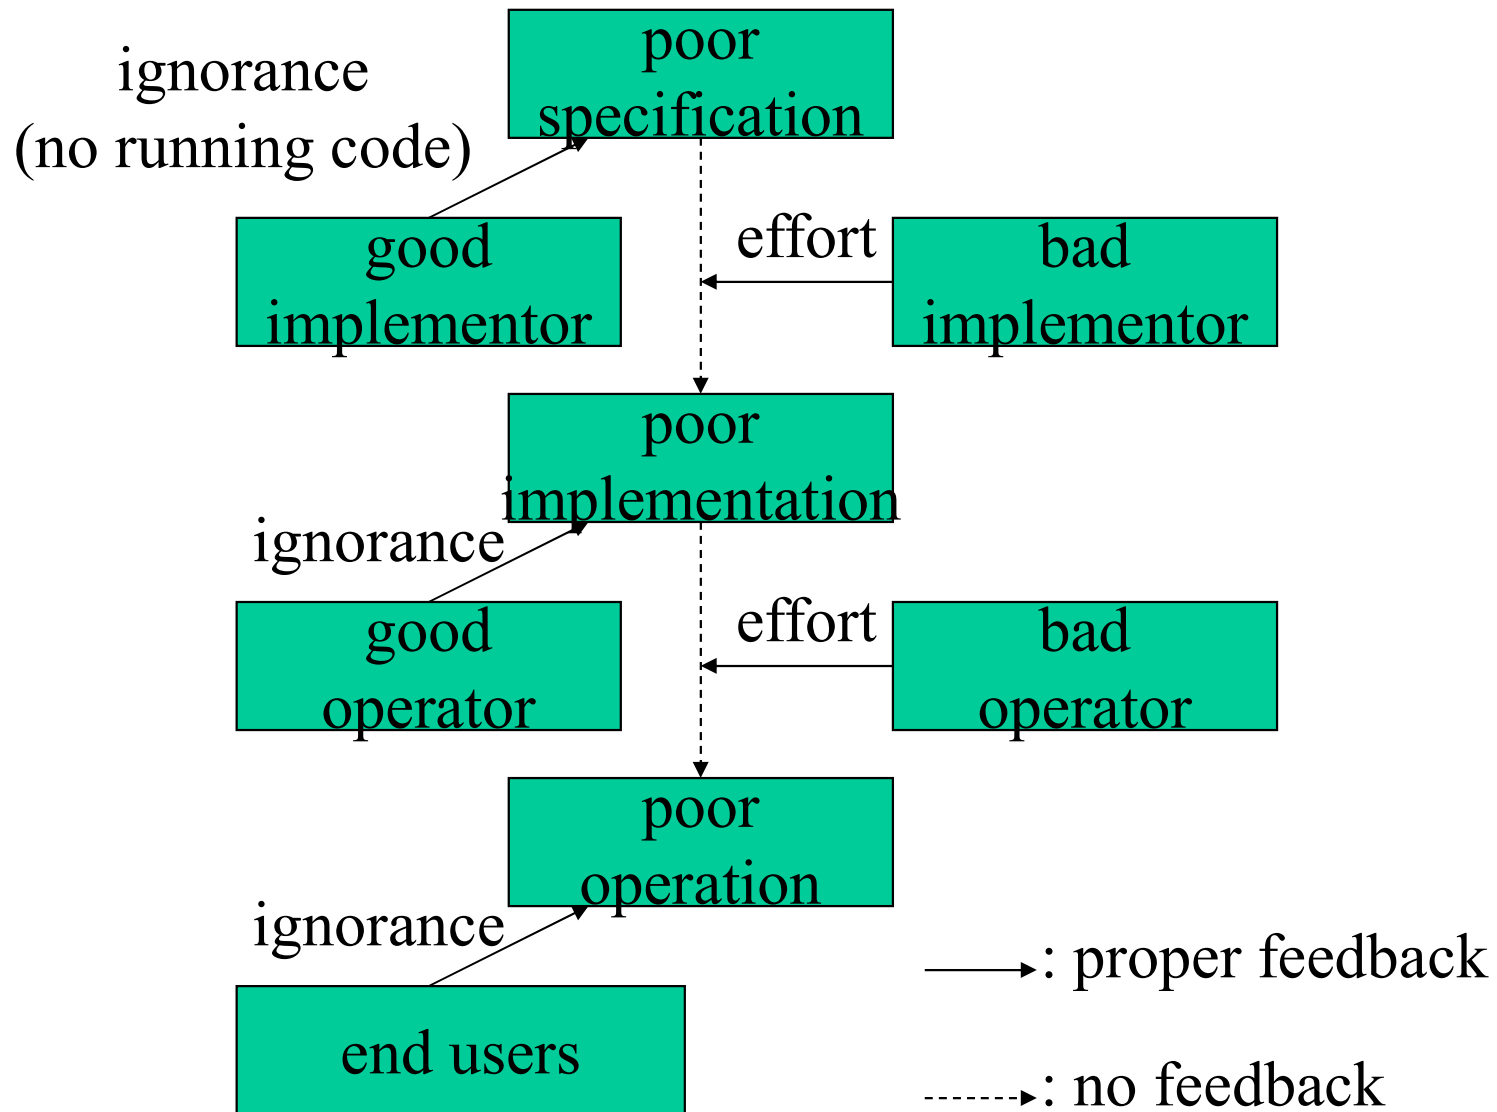 poor
specification
ignorance
(no running code)
good
implementor
effort
bad
implementor
poor
implementation
ignorance
good
operator
effort
bad
operator
poor
operation
ignorance
end users
: proper feedback
: no feedback